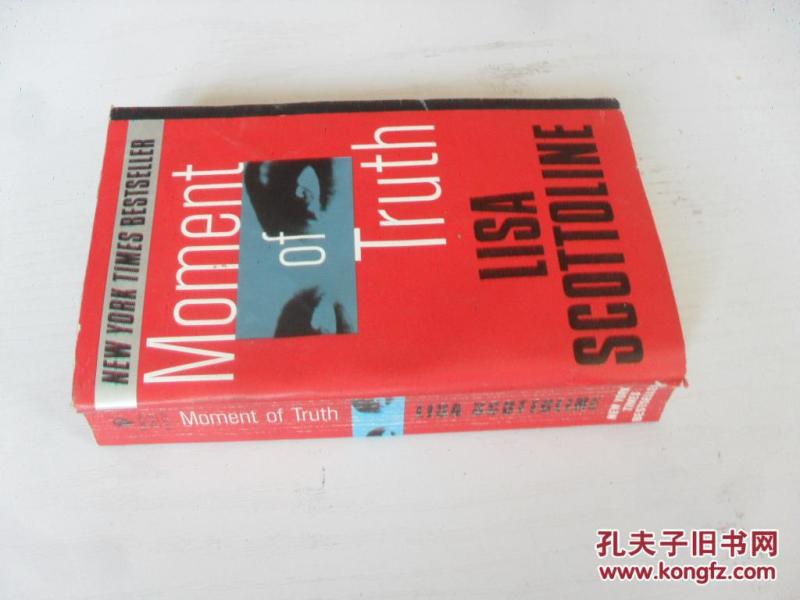 NEW YORK TIMES BESTSELLER
Moment
of
Truth
LISA
SCOTTOLINE
Moment of Truth
LISA SCOTTOLINE
NEW YORK
TIMES
BESTSELLER
孔夫子旧书网
www.kongfz.com